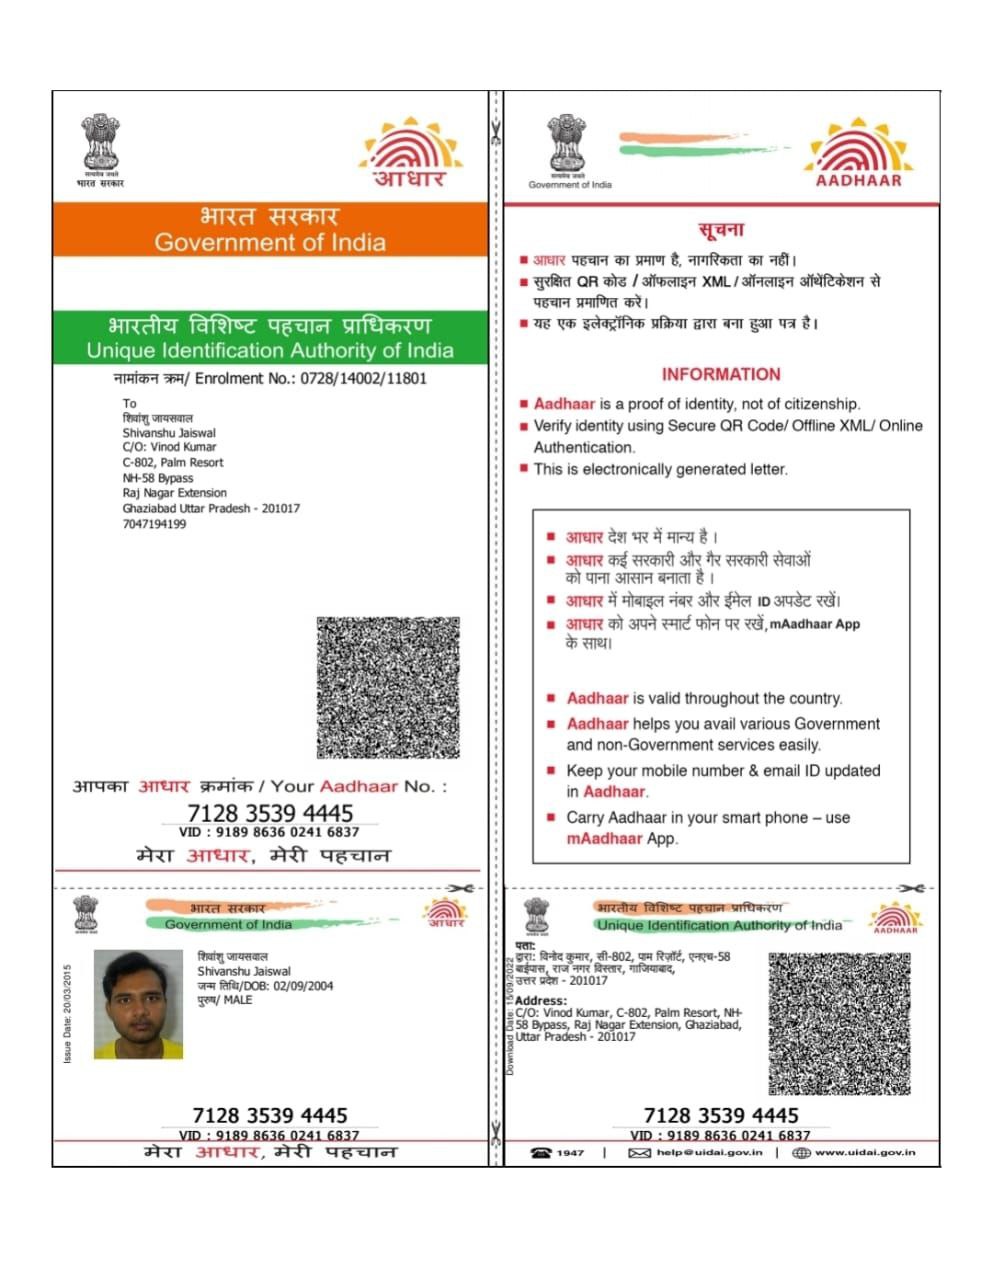 सत्यमेव जयते
भारत सरकार
आधार
भारत सरकार
Government of India
भारतीय विशिष्ट पहचान प्राधिकरण
Unique Identification Authority of India
नामांकन क्रम/ Enrolment No.: 0728/14002/11801
To
शिवांशु जायसवाल
Shivanshu Jaiswal
C/O: Vinod Kumar
C-802, Palm Resort
NH-58 Bypass
Raj Nagar Extension
Ghaziabad Uttar Pradesh - 201017
7047194199
आपका आधार क्रमांक / Your Aadhaar No. :
7128 3539 4445
VID : 9189 8636 0241 6837
मेरा आधार, मेरी पहचान
सत्यमेव जयते
Government of India
AADHAAR
सूचना
आधार पहचान का प्रमाण है, नागरिकता का नहीं।
सुरक्षित QR कोड / ऑफलाइन XML / ऑनलाइन ऑथेंटिकेशन से
पहचान प्रमाणित करें।
यह एक इलेक्ट्रॉनिक प्रक्रिया द्वारा बना हुआ पत्र है।
INFORMATION
Aadhaar is a proof of identity, not of citizenship.
Verify identity using Secure QR Code/ Offline XML/ Online
Authentication.
This is electronically generated letter.
आधार देश भर में मान्य है ।
आधार कई सरकारी और गैर सरकारी सेवाओं
को पाना आसान बनाता है ।
आधार में मोबाइल नंबर और ईमेल ID अपडेट रखें।
आधार को अपने स्मार्ट फोन पर रखें, mAadhaar App
के साथ।
Aadhaar is valid throughout the country.
Aadhaar helps you avail various Government
and non-Government services easily.
Keep your mobile number & email ID updated
in Aadhaar.
Carry Aadhaar in your smart phone – use
mAadhaar App.
भारत सरकार
Government of India
आधार
Issue Date: 20/03/2015
शिवांशु जायसवाल
Shivanshu Jaiswal
जन्म तिथि/DOB: 02/09/2004
पुरुष/ MALE
7128 3539 4445
VID : 9189 8636 0241 6837
मेरा आधार, मेरी पहचान
भारतीय विशिष्ट पहचान प्राधिकरण
Unique Identification Authority of India
AADHAAR
Download Date: 15/09/2022
पता:
द्वारा: विनोद कुमार, सी-802, पाम रिज़ॉर्ट, एनएच-58
बाईपास, राज नगर विस्तार, गाजियाबाद,
उत्तर प्रदेश - 201017
Address:
C/O: Vinod Kumar, C-802, Palm Resort, NH-
58 Bypass, Raj Nagar Extension, Ghaziabad,
Uttar Pradesh - 201017
7128 3539 4445
VID : 9189 8636 0241 6837
1947 | help@uidai.gov.in | www.uidai.gov.in